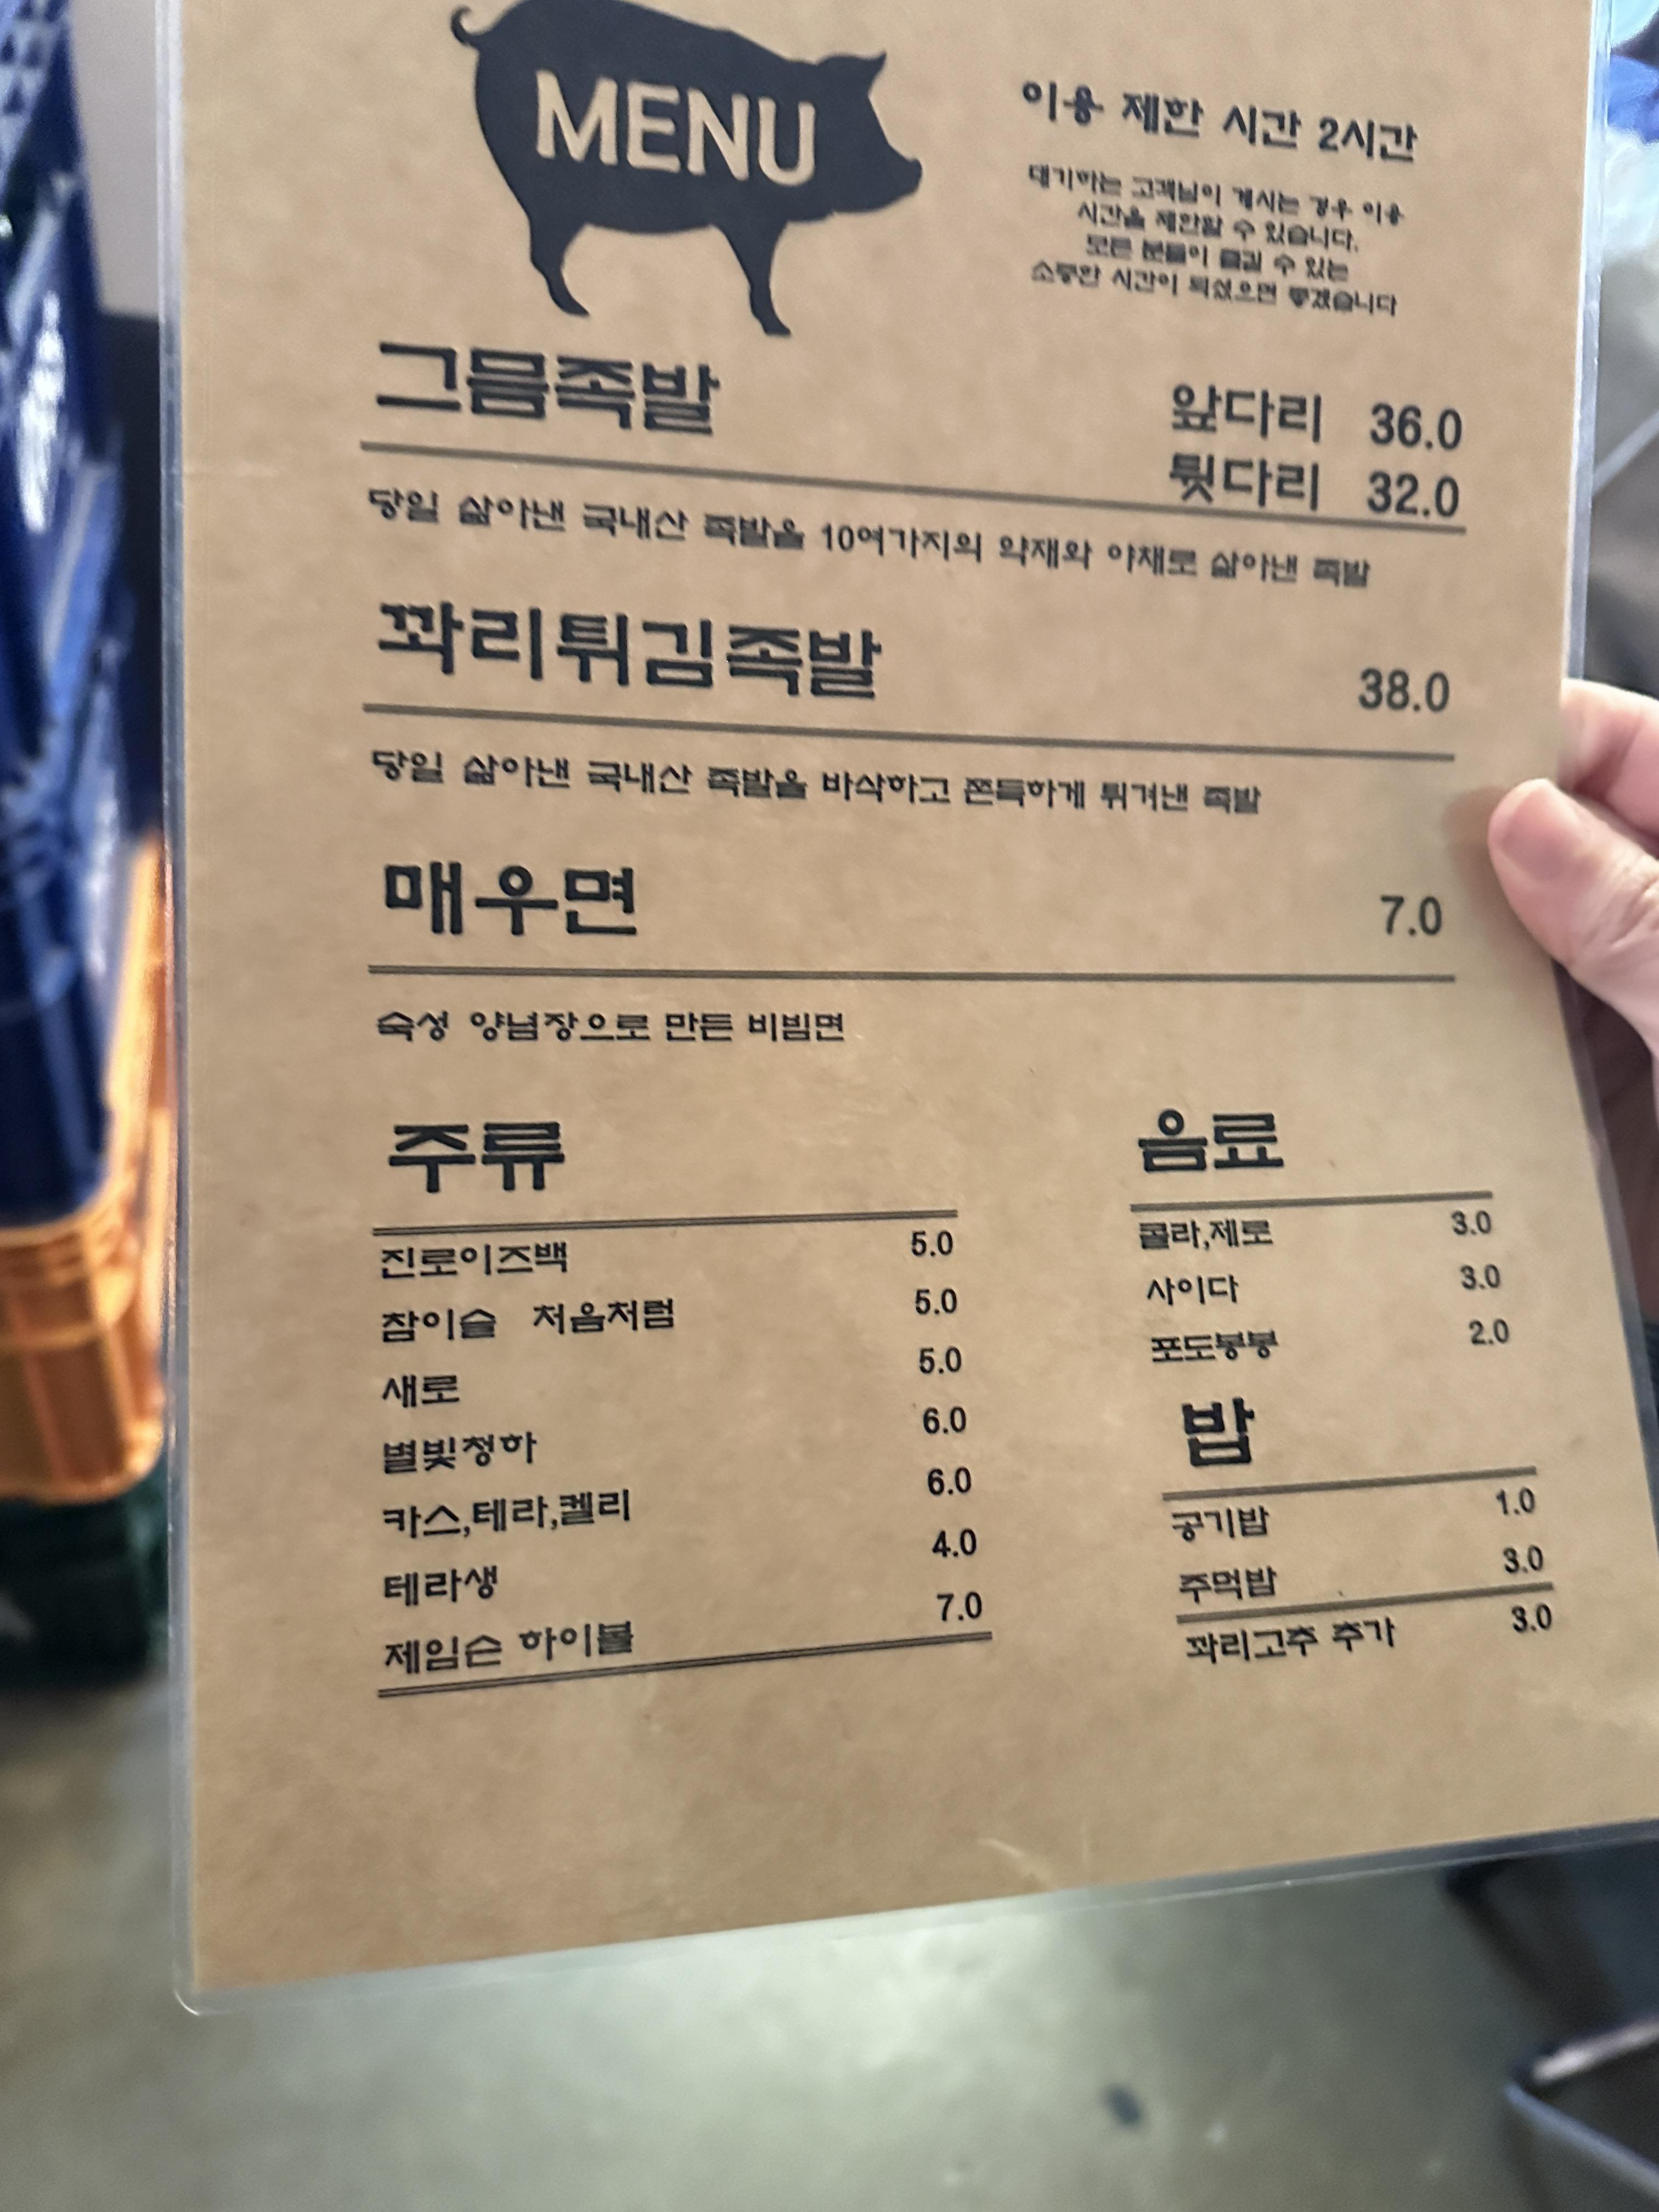 MENU
이용 제한 시간 2시간
대기하는 고객님이 계시는 경우 이용
시간을 제한할 수 있습니다.
모든 분들이 즐길 수 있는
소중한 시간이 되셨으면 좋겠습니다
그믐족발
앞다리 36.0
뒷다리 32.0
당일 삶아낸 국내산 족발을 10여가지의 약재와 야채로 삶아낸 족발
꽈리튀김족발 38.0
당일 삶아낸 국내산 족발을 바삭하고 쫀득하게 튀겨낸 족발
매우면 7.0
숙성 양념장으로 만든 비빔면
주류
진로이즈백 5.0
참이슬 처음처럼 5.0
새로 5.0
별빛청하 6.0
카스,테라,켈리 6.0
테라생 4.0
제임슨 하이볼 7.0
음료
콜라,제로 3.0
사이다 3.0
포도봉봉 2.0
밥
공기밥 1.0
주먹밥 3.0
꽈리고추 추가 3.0